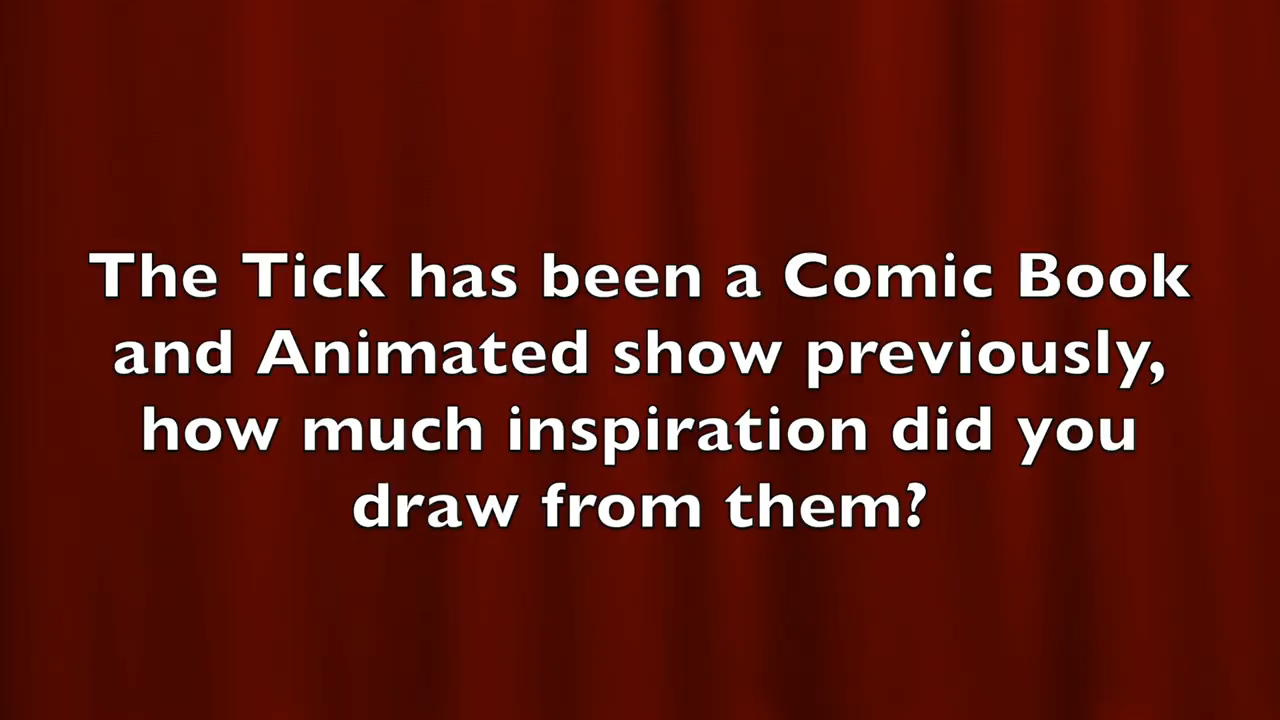 The Tick has been a Comic Book
and Animated show previously,
how much inspiration did you
draw from them?